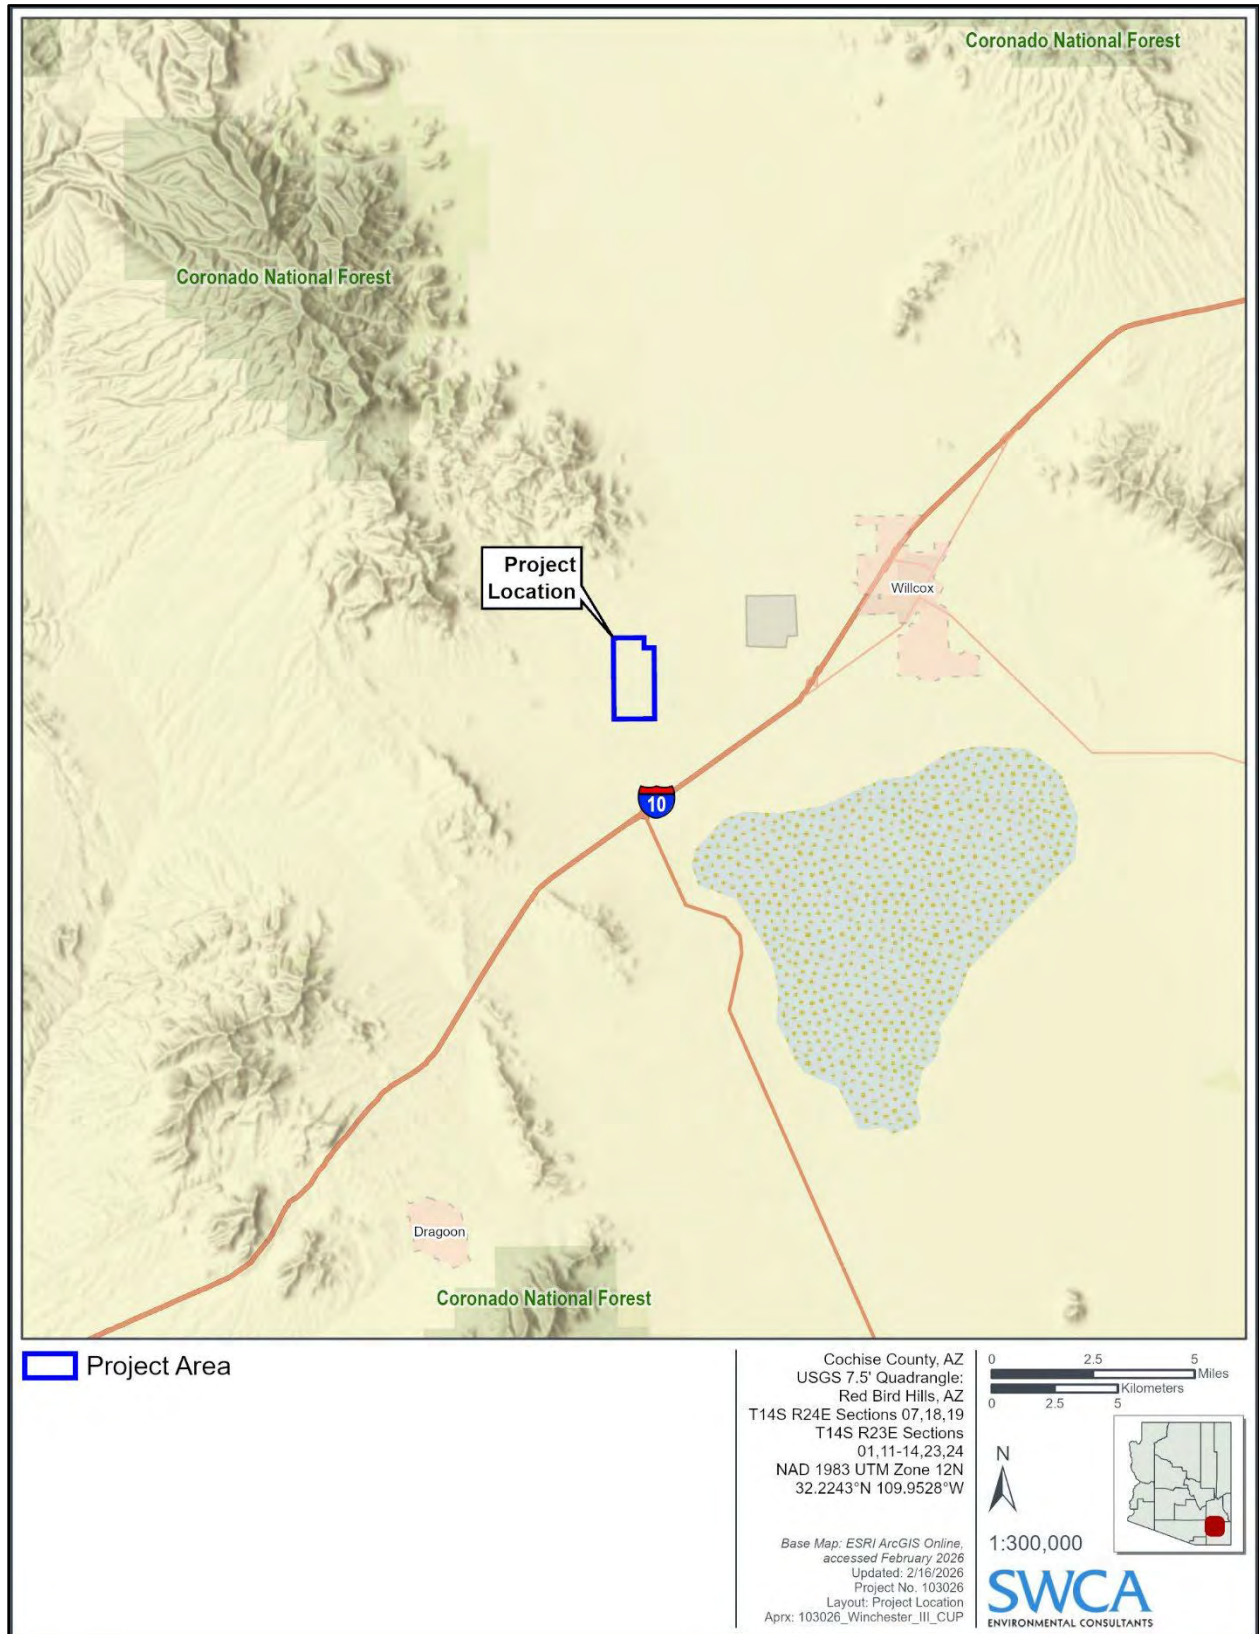 Coronado National Forest
Coronado National Forest
Project
Location
Willcox
10
Dragoon
Coronado National Forest
Project Area
Cochise County, AZ
USGS 7.5' Quadrangle:
Red Bird Hills, AZ
T14S R24E Sections 07,18,19
T14S R23E Sections
01,11-14,23,24
NAD 1983 UTM Zone 12N
32.2243°N 109.9528°W
Base Map: ESRI ArcGIS Online,
accessed February 2026
Updated: 2/16/2026
Project No. 103026
Layout: Project Location
Aprx: 103026_Winchester_III_CUP
0 2.5 5
Miles
Kilometers
0 2.5 5
N
1:300,000
SWCA
ENVIRONMENTAL CONSULTANTS